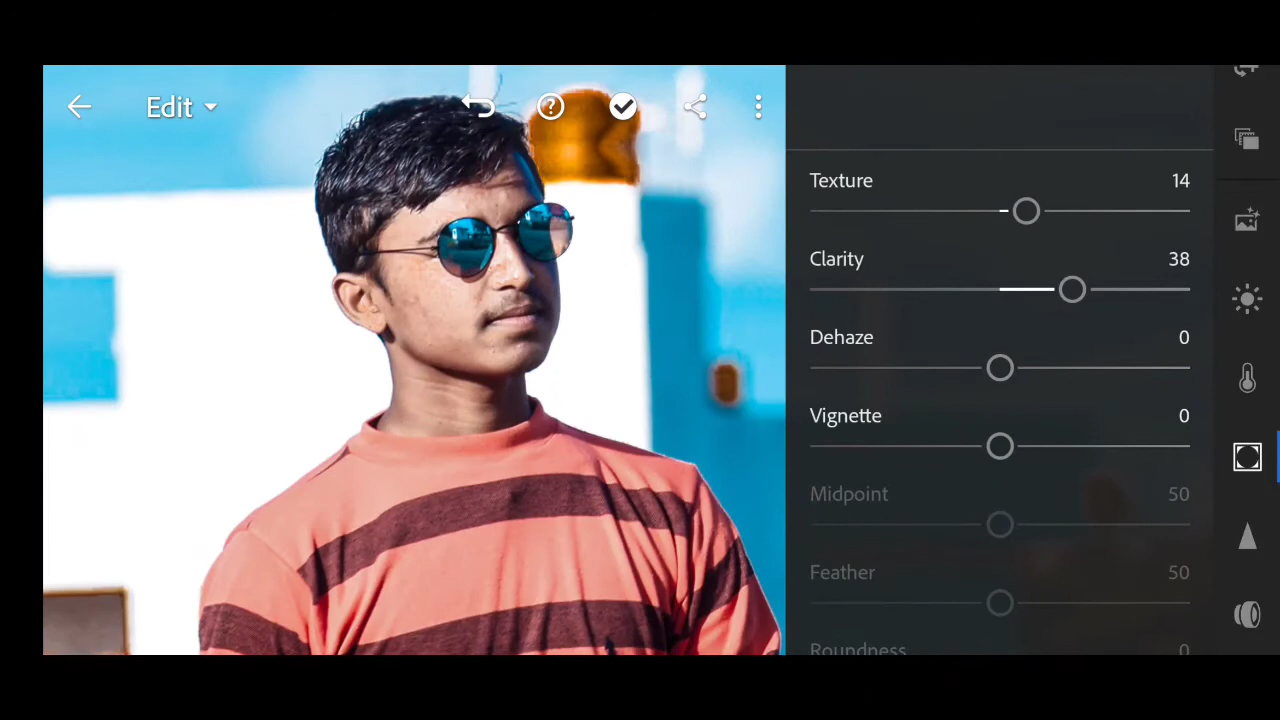 Edit
Texture 14
Clarity 38
Dehaze 0
Vignette 0
Midpoint 50
Feather 50
Roundness 0